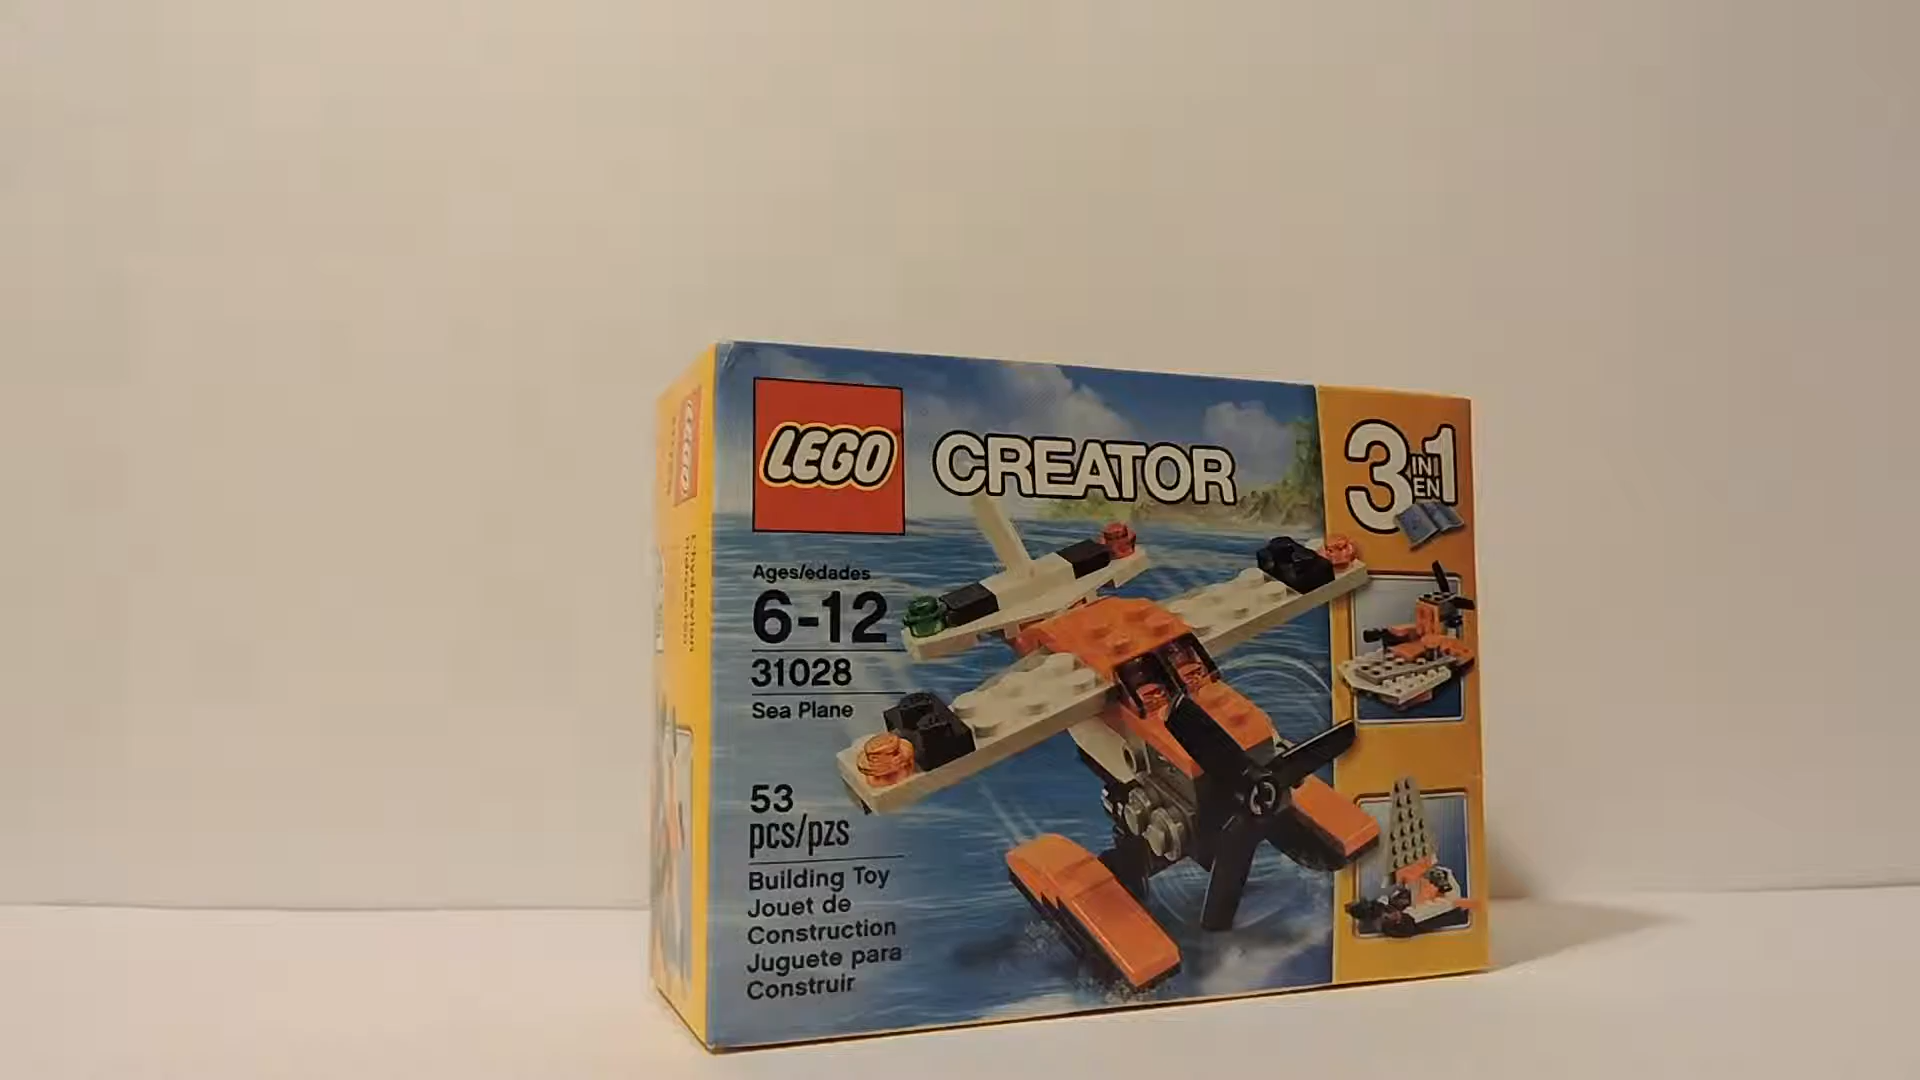 LEGO
CREATOR
3 IN 1
EN
Ages/edades
6-12
31028
Sea Plane
53
pcs/pzs
Building Toy
Jouet de
Construction
Juguete para
Construir
LEGO